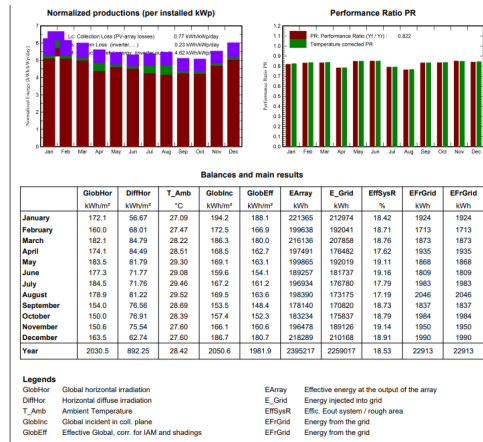 Normalized productions (per installed kWp)
Performance Ratio PR
Lc: Collection Loss (PV-array losses) 0.77 kWh/kWp/day
0.23 kWh/kWp/day
4.62 kWh/kWp/day
PR: Performance Ratio (Yf / Yr) : 0.822
Temperature corrected PR
Normalized Energy [kWh/kWp/day]
Performance Ratio PR
Jan Feb Mar Apr May Jun Jul Aug Sep Oct Nov Dec
Jan Feb Mar Apr May Jun Jul Aug Sep Oct Nov Dec
Balances and main results
GlobHor DiffHor T_Amb GlobInc GlobEff EArray E_Grid EffSysR EFrGrid EFrGrid
kWh/m² kWh/m² °C kWh/m² kWh/m² kWh kWh % kWh kWh
January 172.1 56.67 27.09 194.2 188.1 221365 212974 18.42 1924 1924
February 160.0 68.01 27.47 172.5 166.9 199638 192041 18.71 1713 1713
March 182.1 84.79 28.22 186.3 180.0 216136 207858 18.76 1873 1873
April 174.1 84.49 28.51 168.5 162.7 197491 176482 17.62 1935 1935
May 183.5 81.79 29.30 169.1 163.1 199865 192019 19.11 1868 1868
June 177.3 71.77 29.08 159.6 154.1 189257 181737 19.16 1809 1809
July 184.5 71.76 29.46 167.2 161.2 196934 176780 17.79 1983 1983
August 178.9 81.22 29.52 169.5 163.6 198390 173175 17.19 2046 2046
September 154.0 76.56 28.69 153.5 148.4 178140 170820 18.73 1837 1837
October 150.0 76.91 28.39 157.4 152.3 183234 175837 18.79 1984 1984
November 150.6 75.54 27.60 166.1 160.6 196478 189126 19.14 1950 1950
December 163.5 62.74 27.60 186.7 180.7 218289 210168 18.91 1990 1990
Year 2030.5 892.25 28.42 2050.6 1981.9 2395217 2259017 18.53 22913 22913
Legends
GlobHor Global horizontal irradiation EArray Effective energy at the output of the array
DiffHor Horizontal diffuse irradiation E_Grid Energy injected into grid
T_Amb Ambient Temperature EffSysR Effic. Eout system / rough area
GlobInc Global incident in coll. plane EFrGrid Energy from the grid
GlobEff Effective Global, corr. for IAM and shadings EFrGrid Energy from the grid